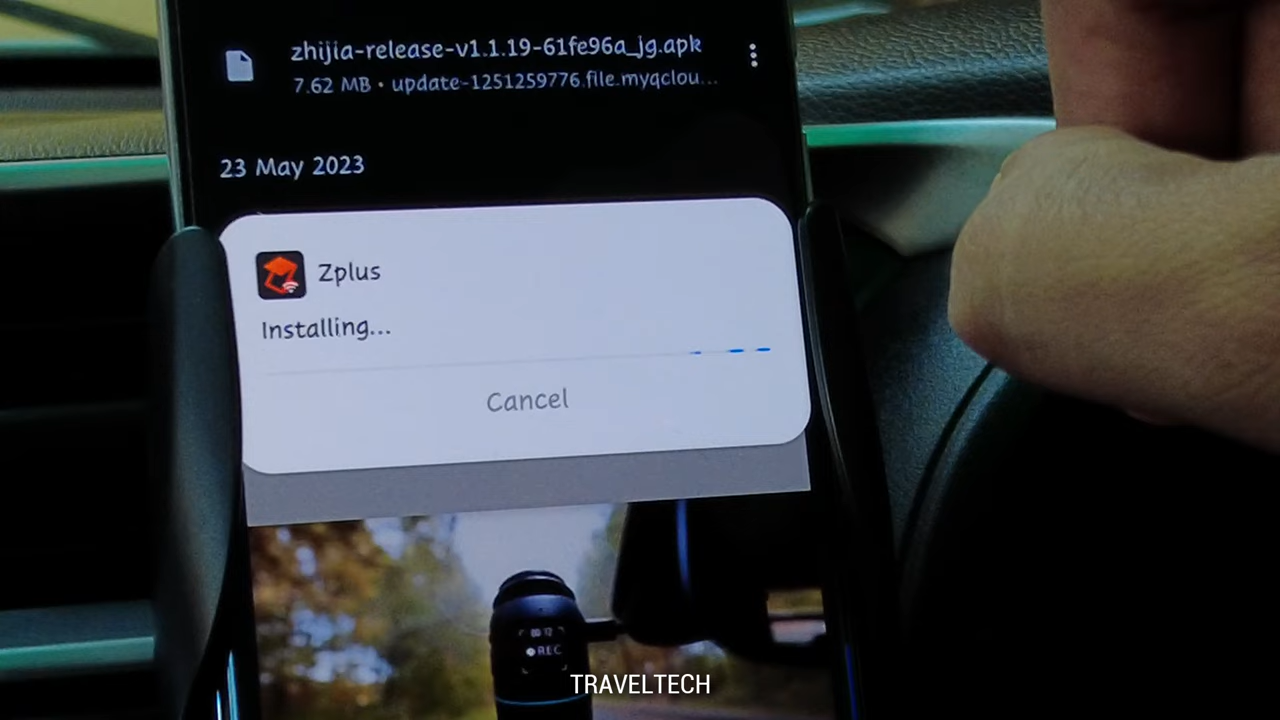 zhijia-release-v1.1.19-61fe96a_jg.apk
7.62 MB • update-1251259776.file.myqclou...
23 May 2023
Zplus
Installing...
Cancel
REC
TRAVELTECH